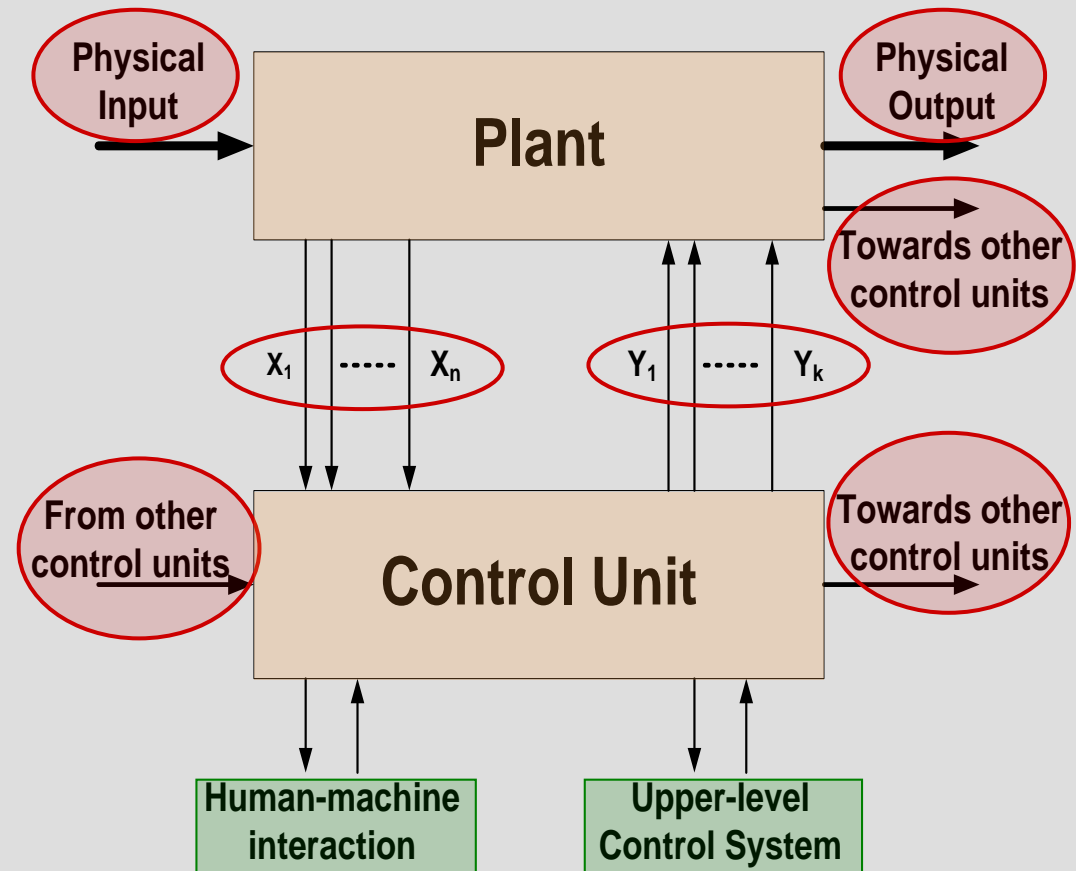 Physical
Input
Plant
Physical
Output
Towards other
control units
X₁ ----- Xₙ
Y₁ ----- Yₖ
From other
control units
Control Unit
Towards other
control units
Human-machine
interaction
Upper-level
Control System